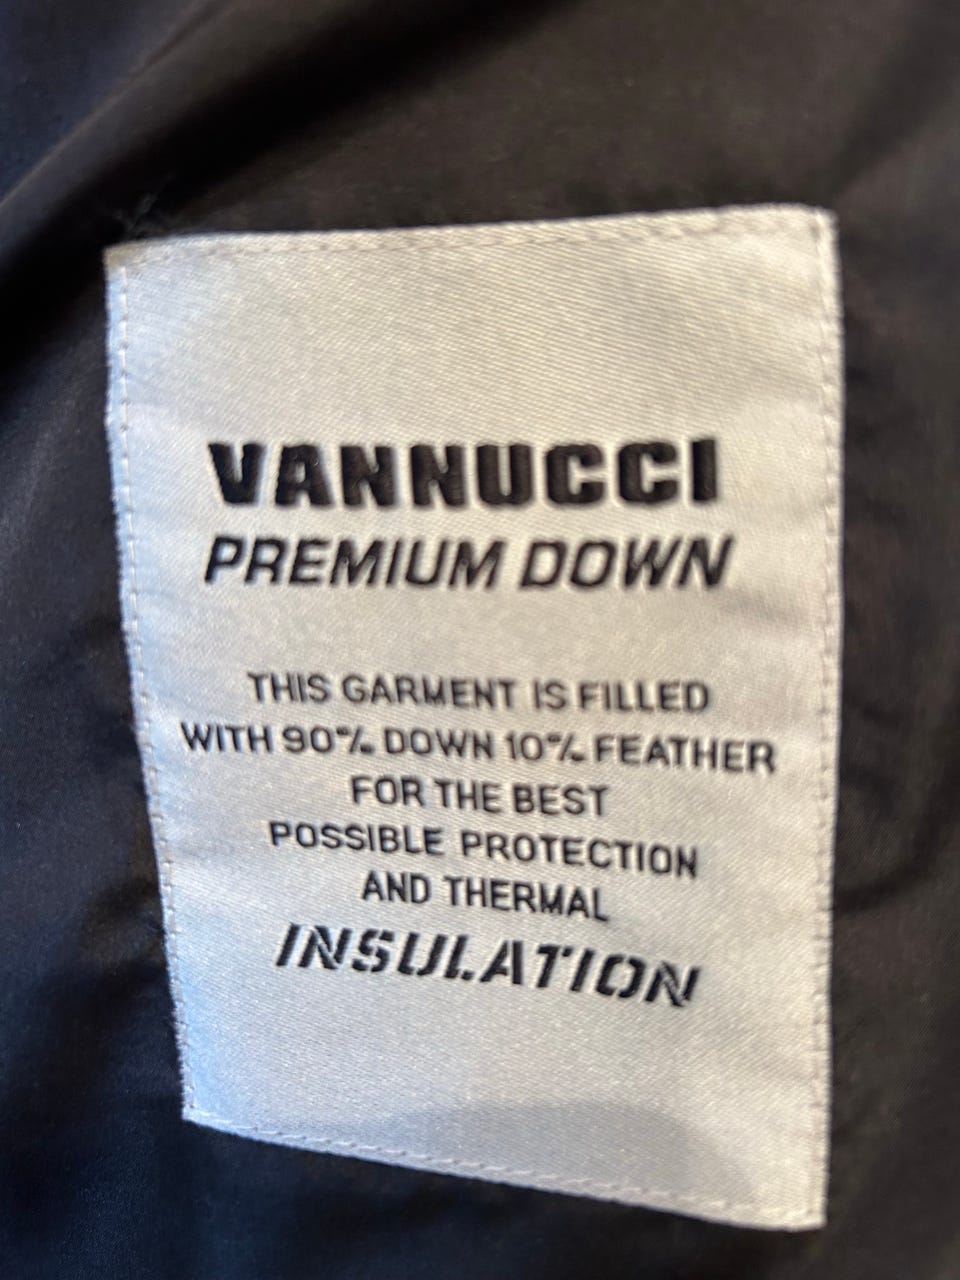 VANNUCCI
PREMIUM DOWN
THIS GARMENT IS FILLED
WITH 90% DOWN 10% FEATHER
FOR THE BEST
POSSIBLE PROTECTION
AND THERMAL
INSULATION